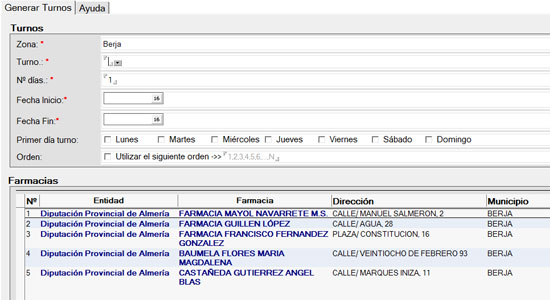 Generar Turnos Ayuda
Turnos
Zona: * Berja
Turno.: *
Nº días.: * 1
Fecha Inicio:* 16
Fecha Fin:* 16
Primer día turno: Lunes Martes Miércoles Jueves Viernes Sábado Domingo
Orden: Utilizar el siguiente orden ->> 1,2,3,4,5,6,...,N
Farmacias
Nº Entidad Farmacia Dirección Municipio
1 Diputación Provincial de Almería FARMACIA MAYOL NAVARRETE M.S. CALLE/ MANUEL SALMERON, 2 BERJA
2 Diputación Provincial de Almería FARMACIA GUILLEN LÓPEZ CALLE/ AGUA, 28 BERJA
3 Diputación Provincial de Almería FARMACIA FRANCISCO FERNANDEZ PLAZA/ CONSTITUCION, 16 BERJA
GONZALEZ
4 Diputación Provincial de Almería BAUMELA FLORES MARIA CALLE/ VEINTIOCHO DE FEBRERO 93 BERJA
MAGDALENA
5 Diputación Provincial de Almería CASTAÑEDA GUTIERREZ ANGEL CALLE/ MARQUES INIZA, 11 BERJA
BLAS